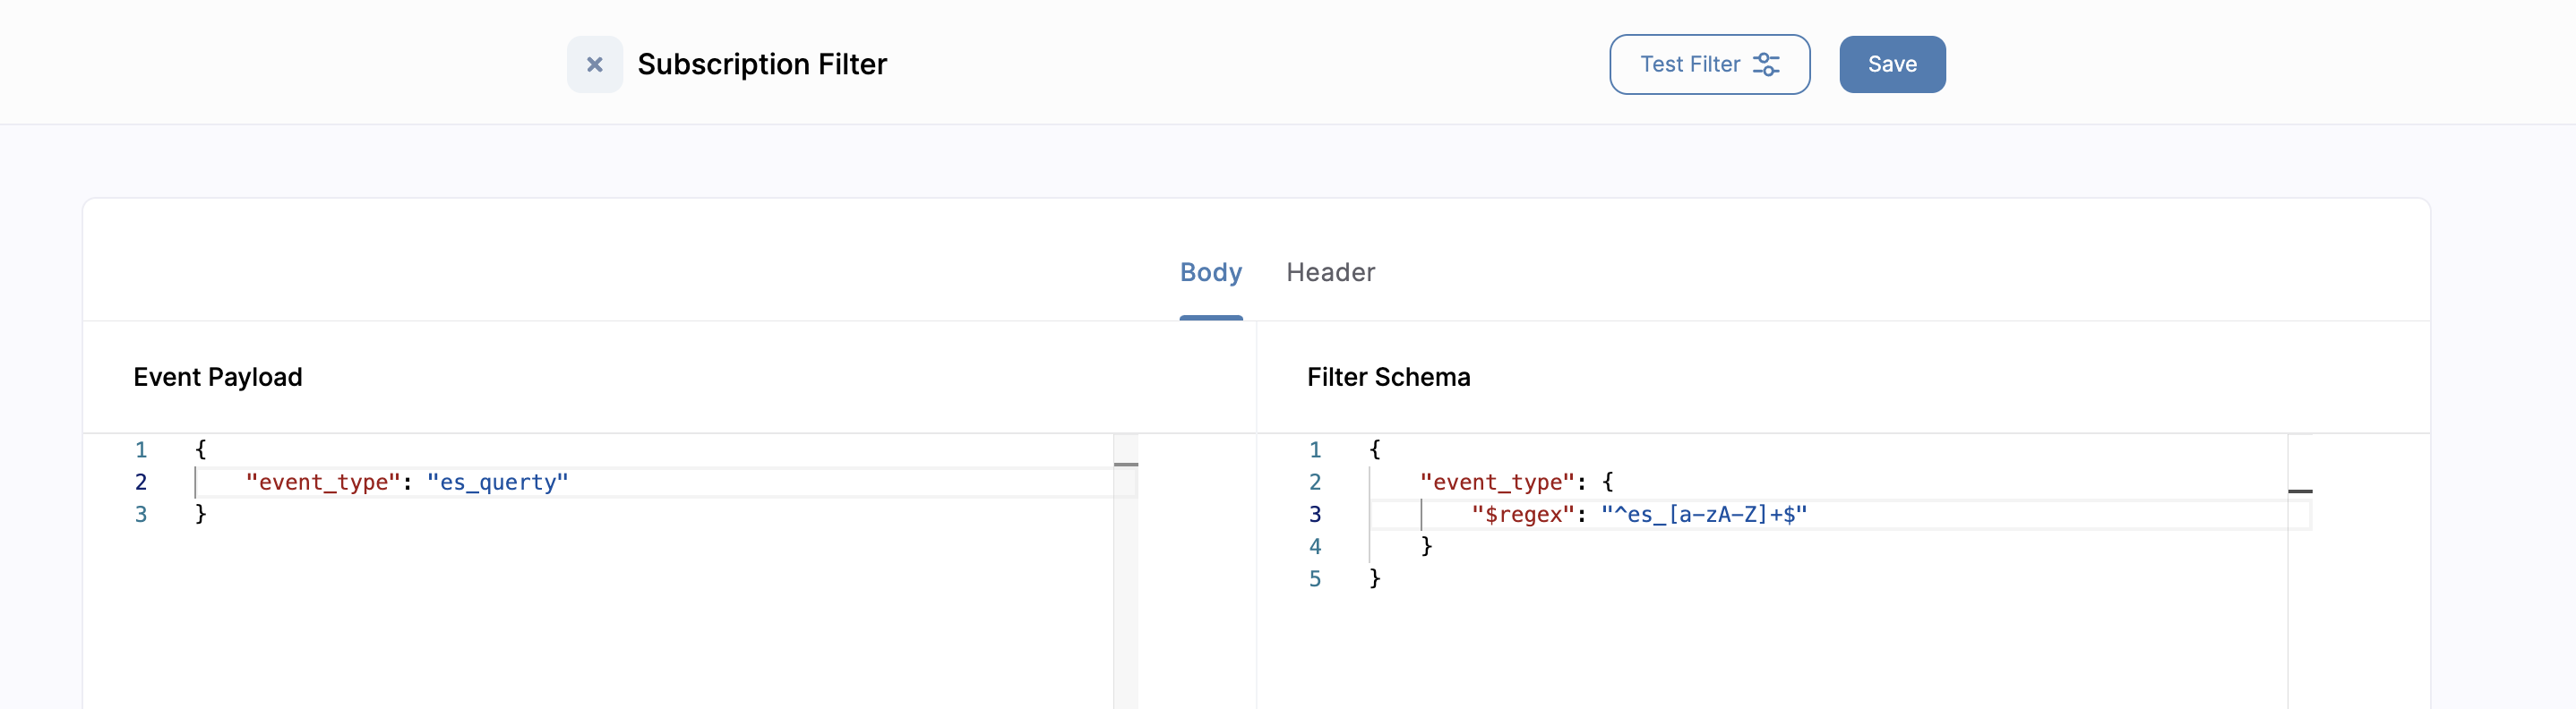 Subscription Filter
Test Filter
Save
Body Header
Event Payload
1 {
2 "event_type": "es_querty"
3 }
Filter Schema
1 {
2 "event_type": {
3 "$regex": "^es_[a-zA-Z]+$"
4 }
5 }